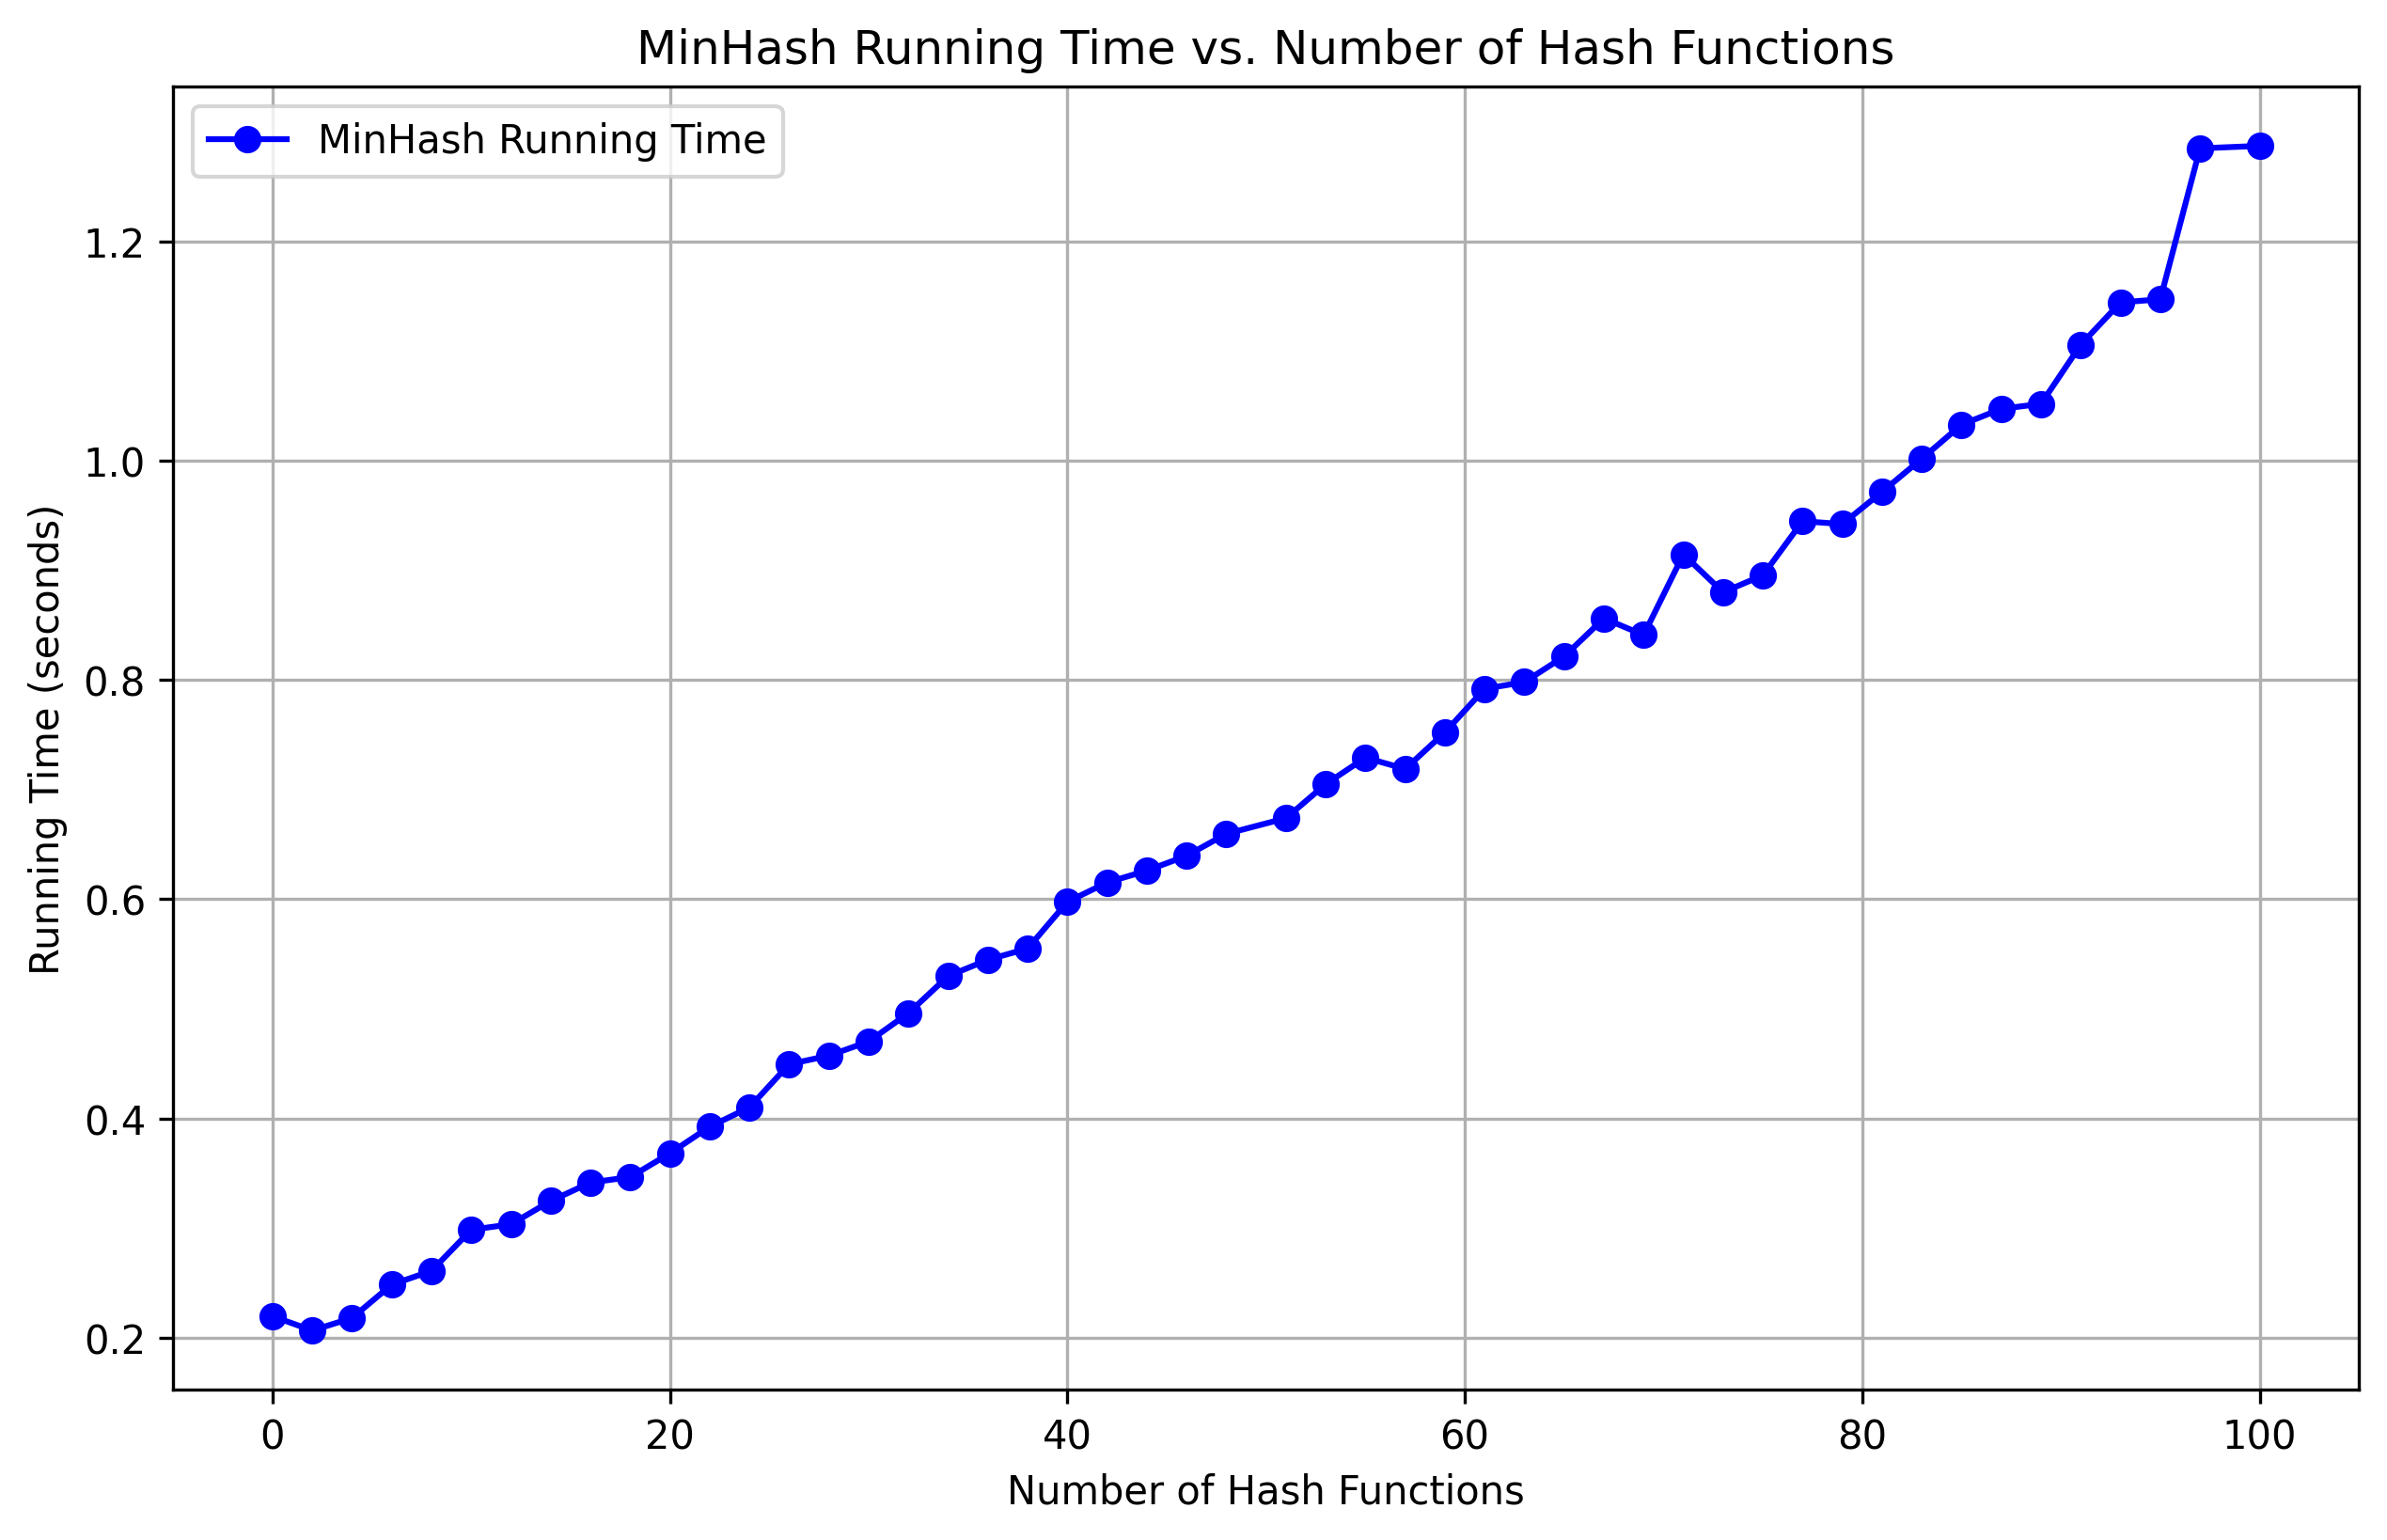 MinHash Running Time vs. Number of Hash Functions
MinHash Running Time
1.2
1.0
0.8
0.6
0.4
0.2
Running Time (seconds)
0 20 40 60 80 100
Number of Hash Functions